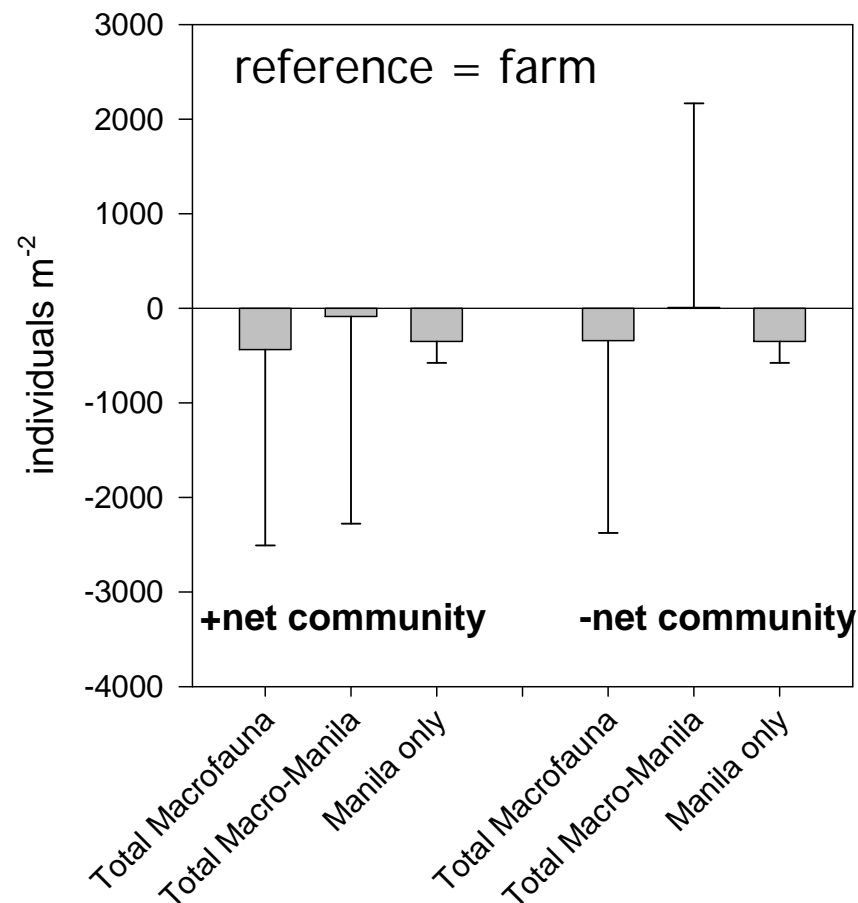 reference = farm
3000
2000
1000
0
-1000
-2000
-3000
-4000
individuals m⁻²
+net community
-net community
Total Macrofauna
Total Macro-Manila
Manila only
Total Macrofauna
Total Macro-Manila
Manila only